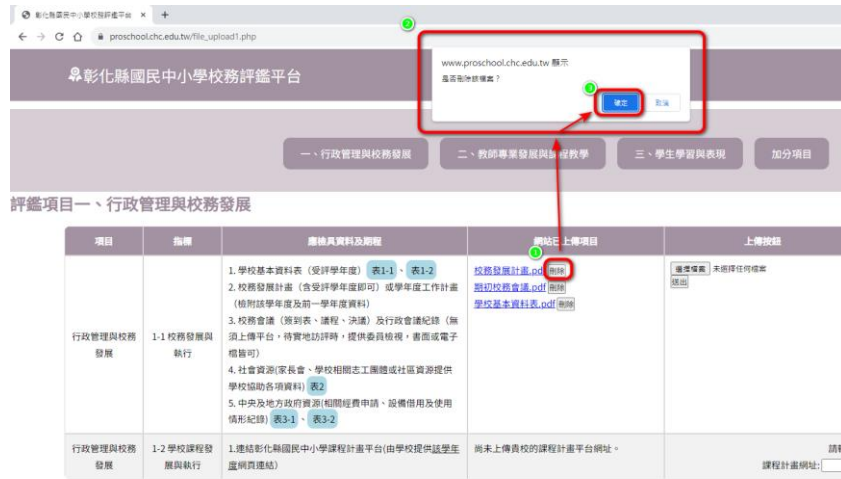 彰化縣國民中小學校務評鑑平台
proschool.chc.edu.tw/file_upload1.php
彰化縣國民中小學校務評鑑平台
www.proschool.chc.edu.tw 顯示
是否刪除該檔案？
確定
取消
一、行政管理與校務發展
二、教師專業發展與課程教學
三、學生學習與表現
加分項目
評鑑項目一、行政管理與校務發展
項目
指標
應檢具資料及期程
網站已上傳項目
上傳按鈕
行政管理與校務
發展
1-1 校務發展與
執行
1. 學校基本資料表（受評學年度） 表1-1 、 表1-2
2. 校務發展計畫（含受評學年度即可）或學年度工作計畫
（檢附該學年度及前一學年度資料）
3. 校務會議（簽到表、議程、決議）及行政會議紀錄（無
須上傳平台，待實地訪評時，提供委員檢視，書面或電子
檔皆可）
4. 社會資源(家長會、學校相關志工團體或社區資源提供
學校協助各項資料) 表2
5. 中央及地方政府資源(相關經費申請、設備借用及使用
情形紀錄) 表3-1 、 表3-2
校務發展計畫.pdf 刪除
期初校務會議.pdf 刪除
學校基本資料表.pdf 刪除
選擇檔案 未選擇任何檔案
送出
行政管理與校務
發展
1-2 學校課程發
展與執行
1.連結彰化縣國民中小學課程計畫平台(由學校提供該學年
度網頁連結)
尚未上傳貴校的課程計畫平台網址。
課程計畫網址:
1
2